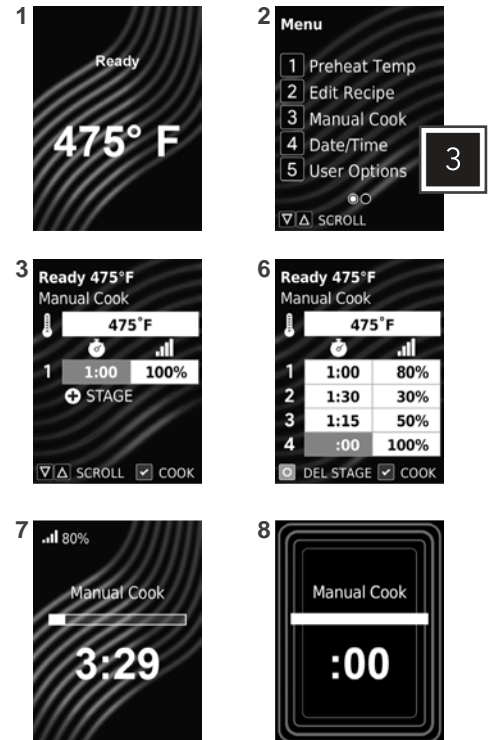 1
Ready
475° F
2
Menu
1 Preheat Temp
2 Edit Recipe
3 Manual Cook
4 Date/Time
5 User Options
SCROLL
3
3
Ready 475°F
Manual Cook
475°F
1 1:00 100%
STAGE
SCROLL COOK
6
Ready 475°F
Manual Cook
475°F
1 1:00 80%
2 1:30 30%
3 1:15 50%
4 :00 100%
DEL STAGE COOK
7
80%
Manual Cook
3:29
8
Manual Cook
:00